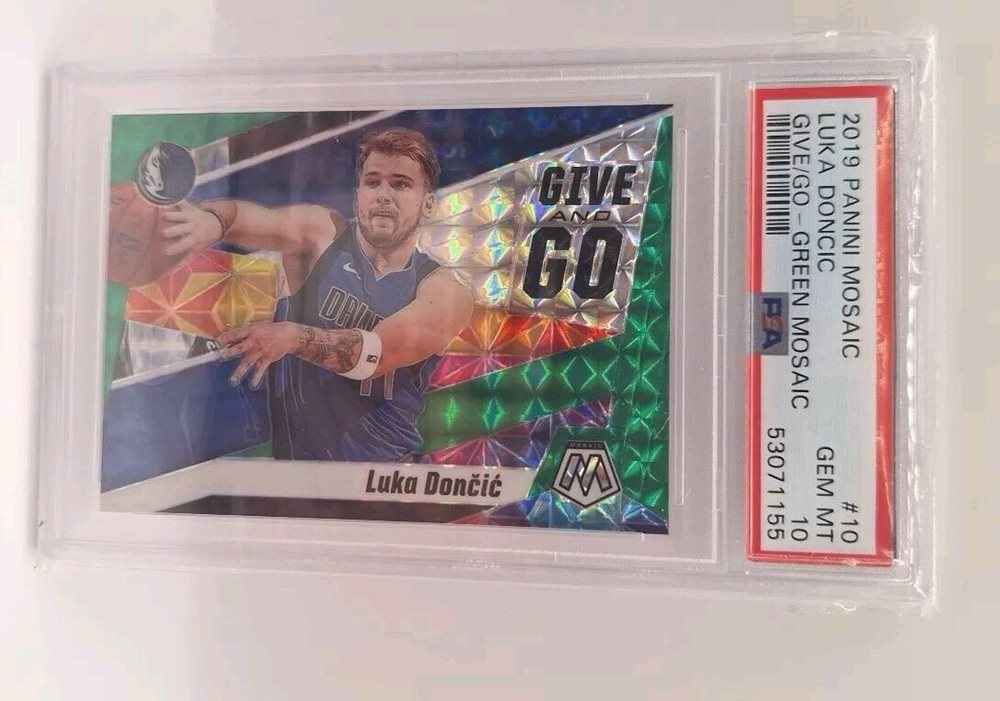 GIVE
AND
GO
DAL
11
Luka Dončić
MOSAIC
M
2019 PANINI MOSAIC #10
LUKA DONCIC GEM MT
GIVE/GO - GREEN MOSAIC 10
PSA
53071155